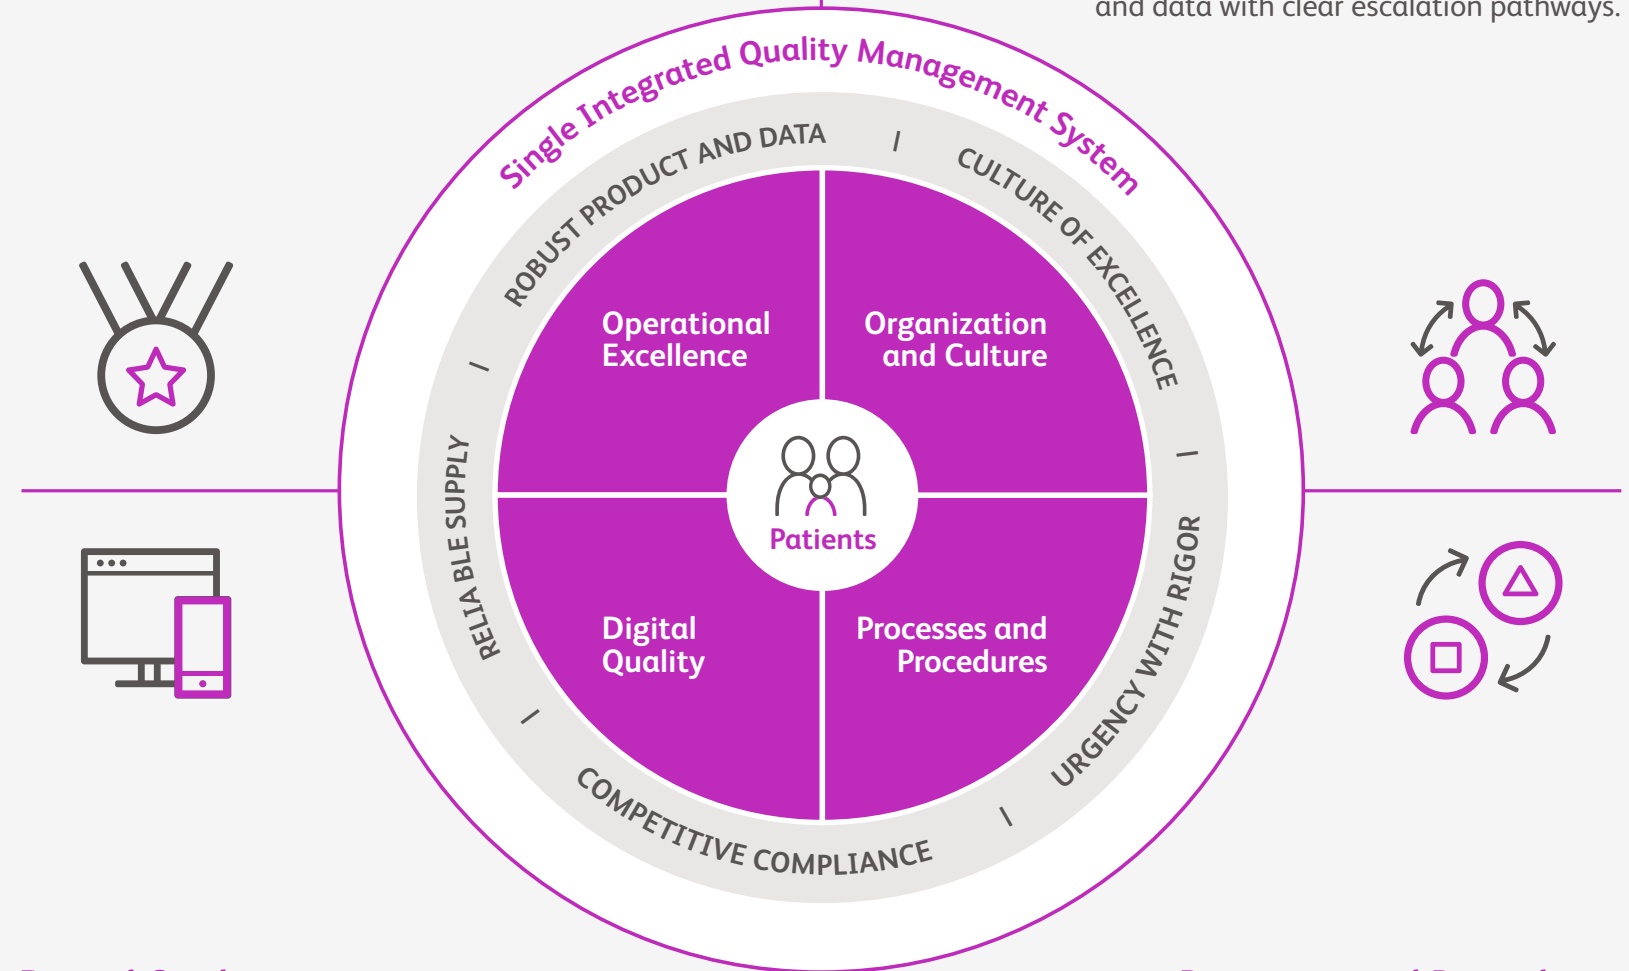 and data with clear escalation pathways.
Single Integrated Quality Management System
ROBUST PRODUCT AND DATA | CULTURE OF EXCELLENCE | URGENCY WITH RIGOR | COMPETITIVE COMPLIANCE | RELIA BLE SUPPLY |
Operational
Excellence
Organization
and Culture
Patients
Digital
Quality
Processes and
Procedures